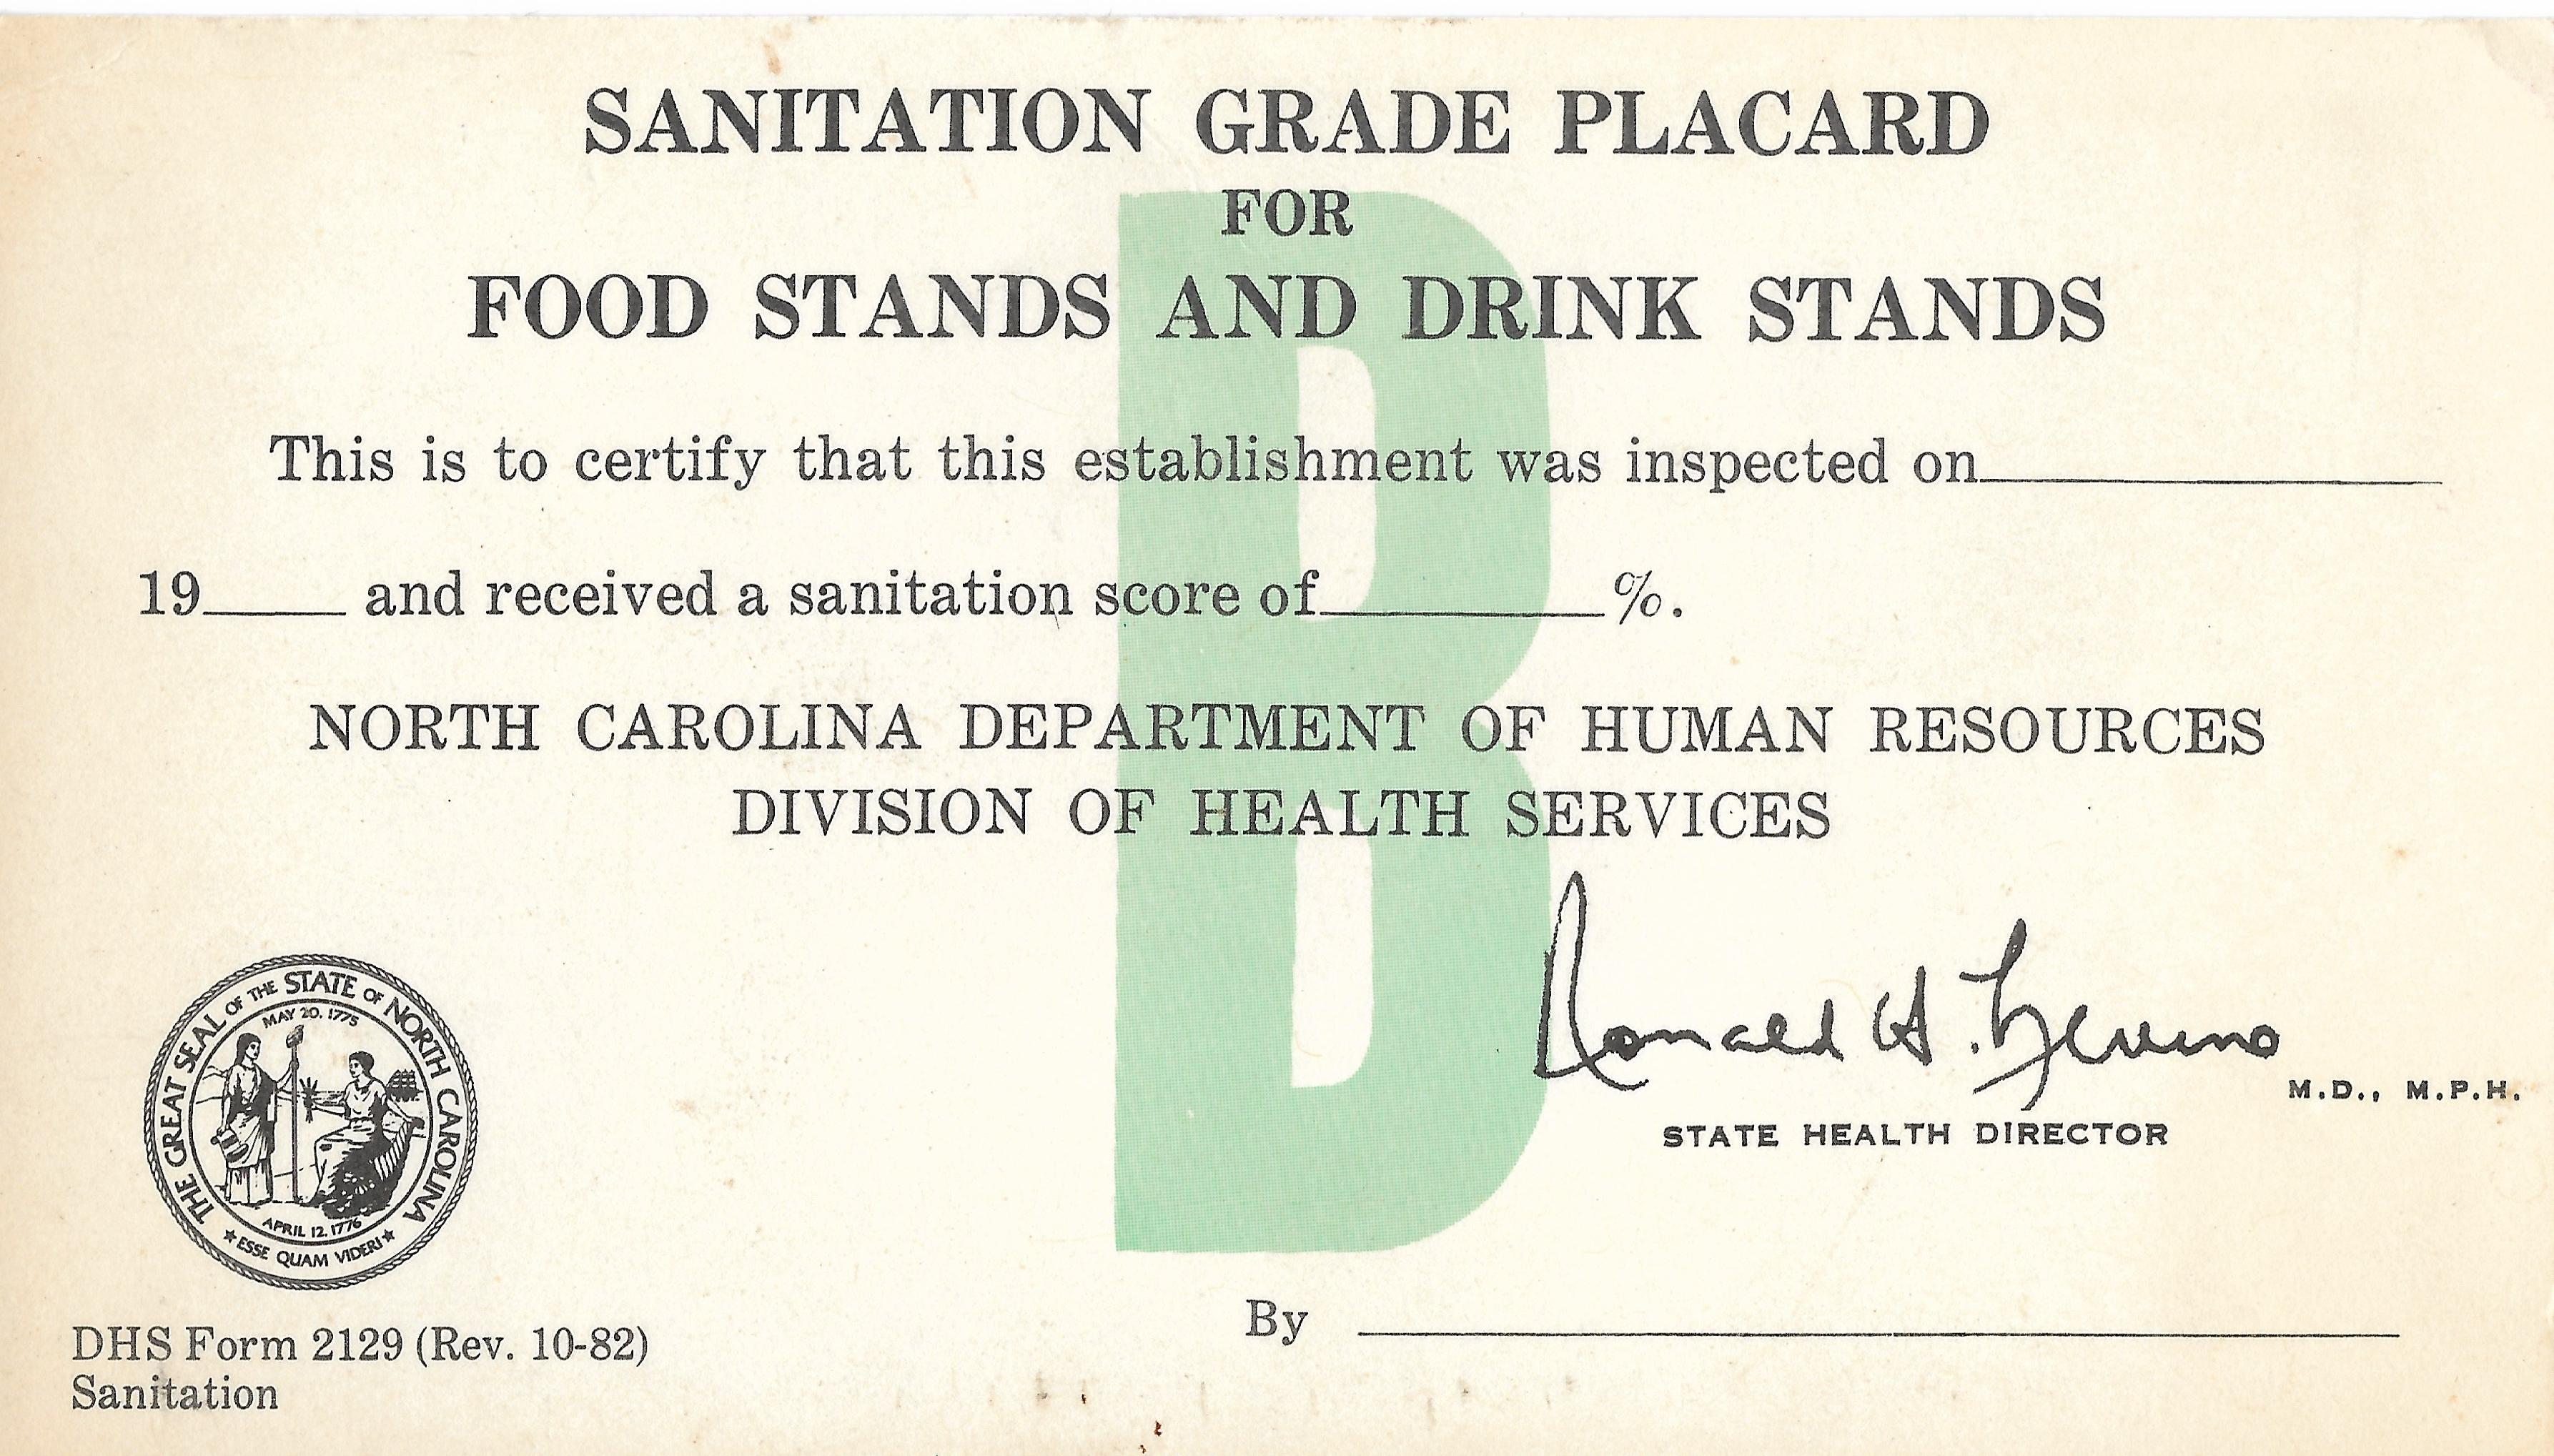 SANITATION GRADE PLACARD
FOR
FOOD STANDS AND DRINK STANDS
B
This is to certify that this establishment was inspected on
19 and received a sanitation score of %.
NORTH CAROLINA DEPARTMENT OF HUMAN RESOURCES
DIVISION OF HEALTH SERVICES
Ronald H. Levine
M.D., M.P.H.
STATE HEALTH DIRECTOR
THE GREAT SEAL OF THE STATE OF NORTH CAROLINA
MAY 20, 1775
APRIL 12, 1776
★ ESSE QUAM VIDERI ★
By
DHS Form 2129 (Rev. 10-82)
Sanitation